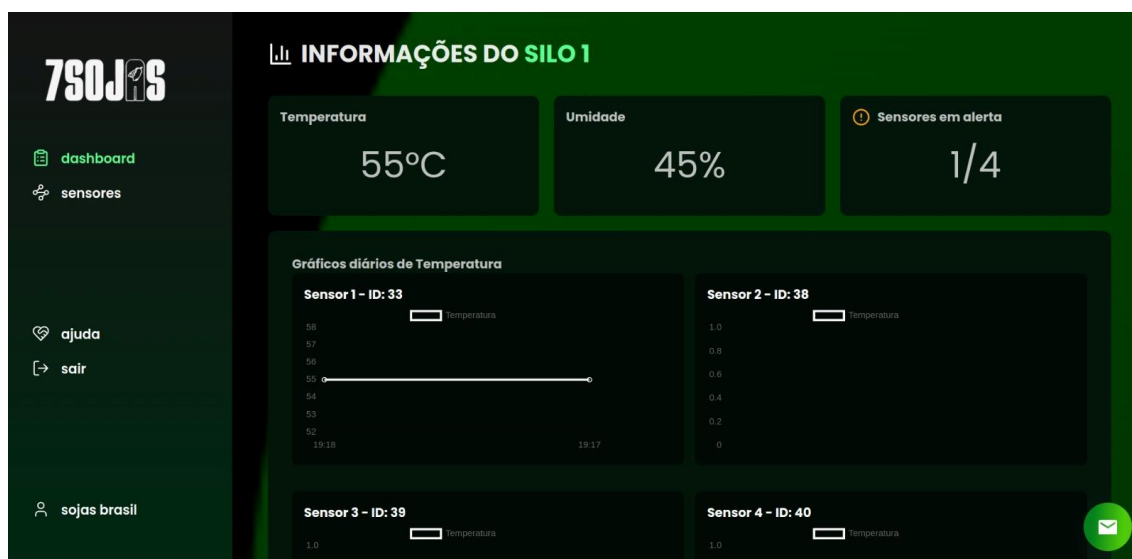 7SOJAS
dashboard
sensores
ajuda
sair
sojas brasil
INFORMAÇÕES DO SILO 1
Temperatura
55°C
Umidade
45%
Sensores em alerta
1/4
Gráficos diários de Temperatura
Sensor 1 - ID: 33
Temperatura
58
57
56
55
54
53
52
19:18 19:17
Sensor 2 - ID: 38
Temperatura
1.0
0.8
0.6
0.4
0.2
0
Sensor 3 - ID: 39
Temperatura
1.0
Sensor 4 - ID: 40
Temperatura
1.0